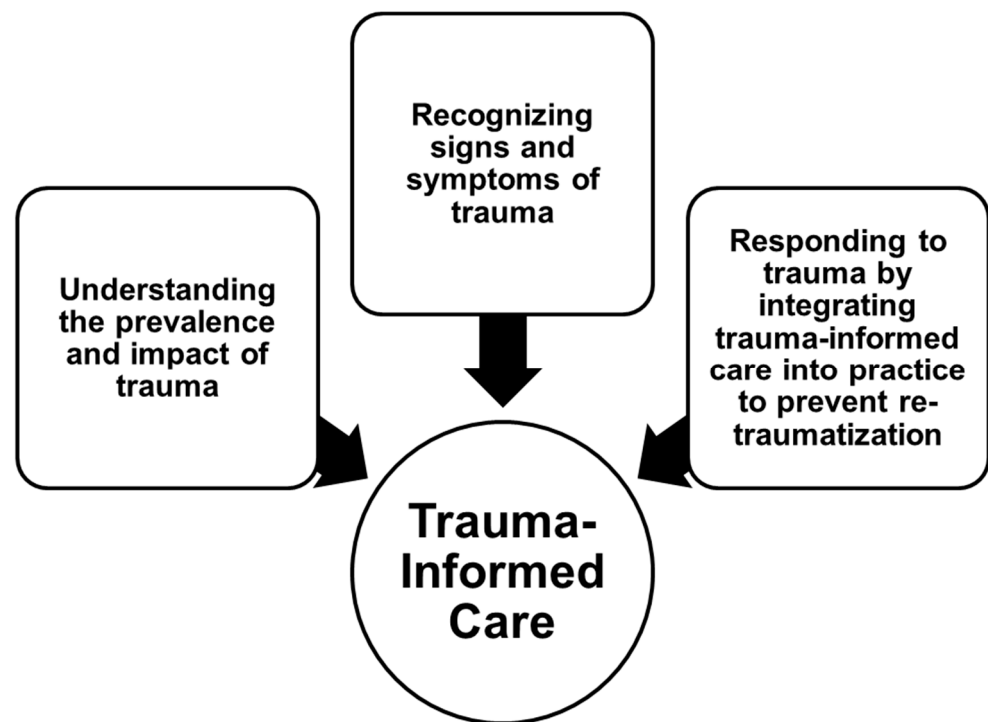 Understanding
the prevalence
and impact of
trauma
Recognizing
signs and
symptoms of
trauma
Responding to
trauma by
integrating
trauma-informed
care into practice
to prevent re-
traumatization
Trauma-
Informed
Care